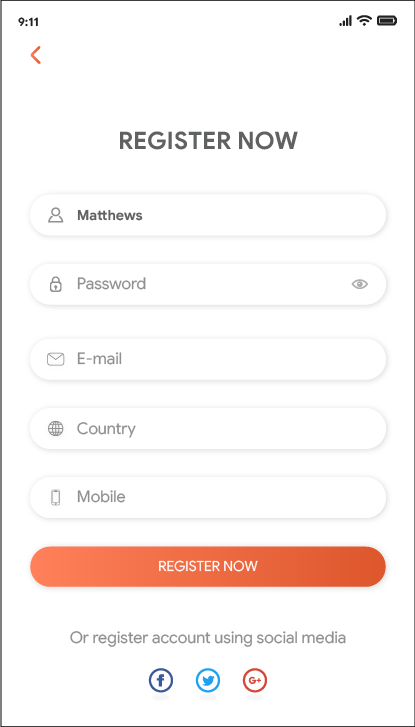 9:11
REGISTER NOW
Matthews
Password
E-mail
Country
Mobile
REGISTER NOW
Or register account using social media
f G+